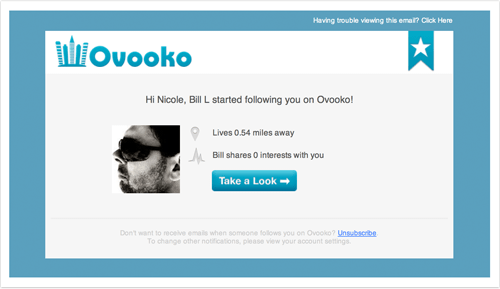 Having trouble viewing this email? Click Here
Ovooko
Hi Nicole, Bill L started following you on Ovooko!
Lives 0.54 miles away
Bill shares 0 interests with you
Take a Look ➞
Don't want to receive emails when someone follows you on Ovooko? Unsubscribe
To change other notifications, please view your account settings.